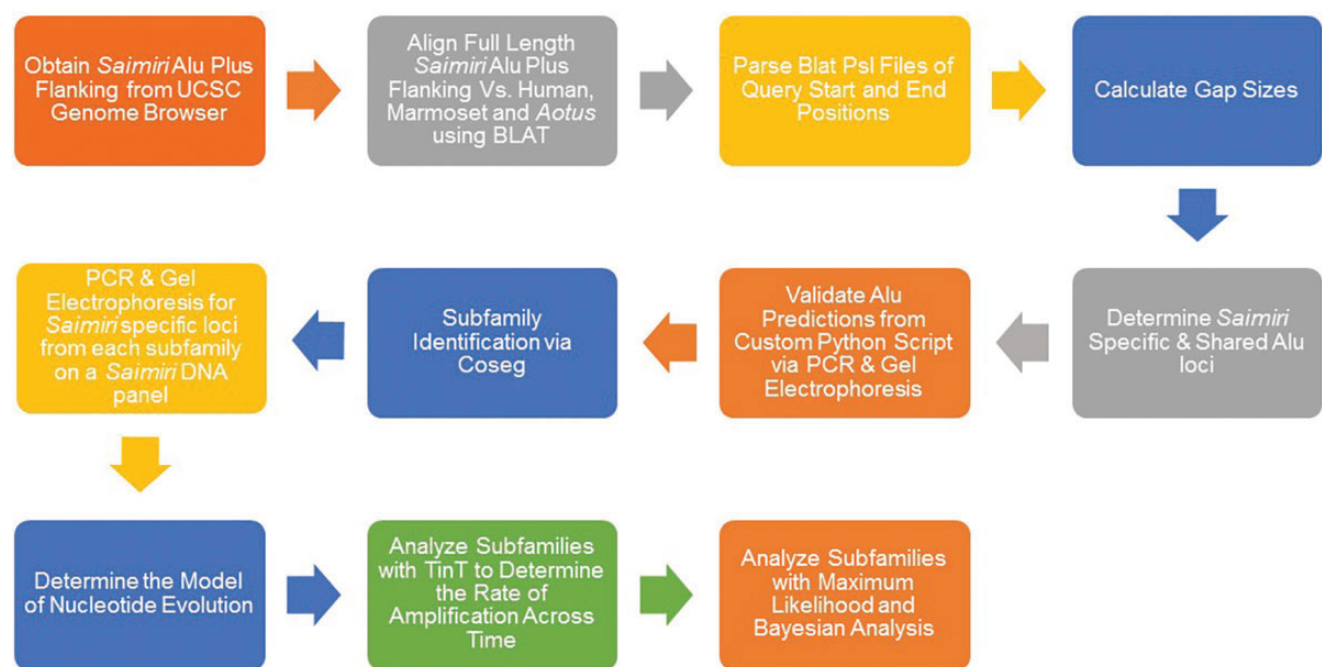 Obtain Saimiri Alu Plus
Flanking from UCSC
Genome Browser
Align Full Length
Saimiri Alu Plus
Flanking Vs. Human,
Marmoset and Aotus
using BLAT
Parse Blat Psl Files of
Query Start and End
Positions
Calculate Gap Sizes
Determine Saimiri
Specific & Shared Alu
loci
Validate Alu
Predictions from
Custom Python Script
via PCR & Gel
Electrophoresis
Subfamily
Identification via
Coseg
PCR & Gel
Electrophoresis for
Saimiri specific loci
from each subfamily
on a Saimiri DNA
panel
Determine the Model
of Nucleotide Evolution
Analyze Subfamilies
with TinT to Determine
the Rate of
Amplification Across
Time
Analyze Subfamilies
with Maximum
Likelihood and
Bayesian Analysis